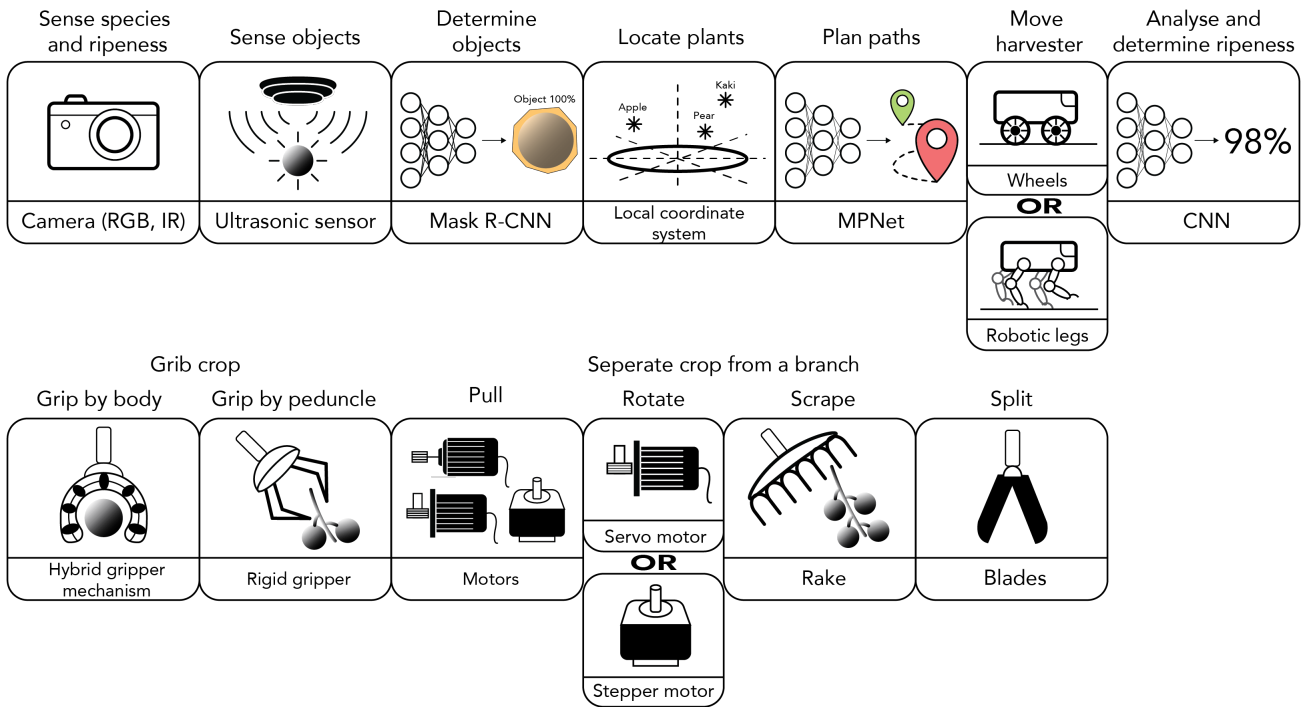 Sense species
and ripeness
Sense objects
Determine
objects
Locate plants
Plan paths
Move
harvester
Analyse and
determine ripeness
Object 100%
Apple
Kaki
Pear
98%
Camera (RGB, IR)
Ultrasonic sensor
Mask R-CNN
Local coordinate
system
MPNet
Wheels
OR
Robotic legs
CNN
Grib crop
Seperate crop from a branch
Grip by body
Grip by peduncle
Pull
Rotate
Scrape
Split
Hybrid gripper
mechanism
Rigid gripper
Motors
Servo motor
OR
Stepper motor
Rake
Blades